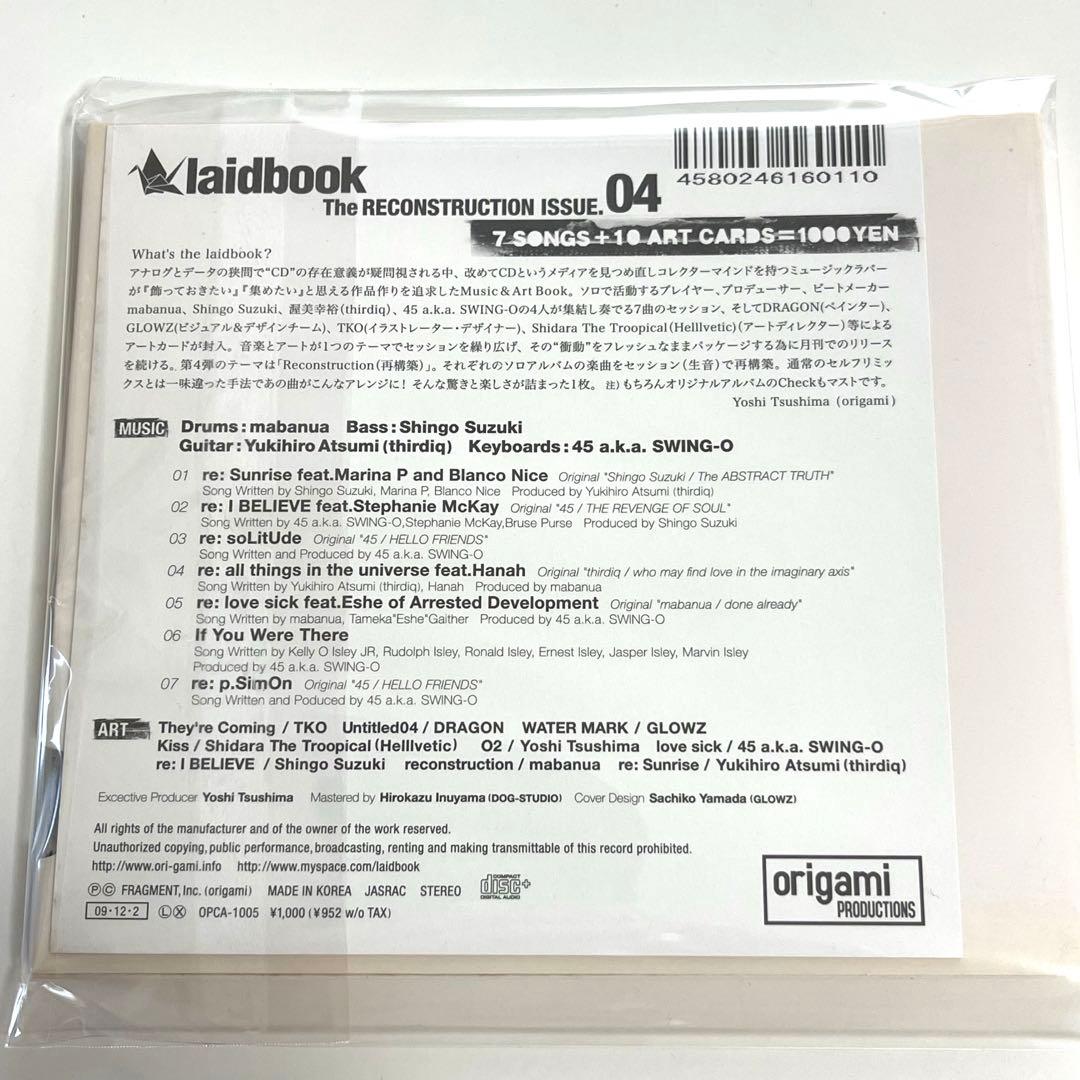 laidbook
The RECONSTRUCTION ISSUE. 04
4580246160110
7 SONGS+10 ART CARDS=1000YEN
What's the laidbook?
アナログとデータの狭間で“CD”の存在意義が疑問視される中、改めてCDというメディアを見つめ直しコレクターマインドを持つミュージックラバー
が『飾っておきたい』『集めたい』と思える作品作りを追求したMusic＆Art Book。ソロで活動するプレイヤー、プロデューサー、ビートメーカー
mabanua、Shingo Suzuki、渥美幸裕(thirdiq)、45 a.k.a. SWING-Oの4人が集結し奏でる7曲のセッション、そしてDRAGON(ペインター)、
GLOWZ(ビジュアル＆デザインチーム)、TKO(イラストレーター・デザイナー)、Shidara The Troopical(Helllvetic)(アートディレクター)等による
アートカードが封入。音楽とアートが1つのテーマでセッションを繰り広げ、その“衝動”をフレッシュなままパッケージする為に月刊でのリリース
を続ける。第4弾のテーマは「Reconstruction(再構築)」。それぞれのソロアルバムの楽曲をセッション(生音)で再構築。通常のセルフリミッ
クスとは一味違った手法であの曲がこんなアレンジに！そんな驚きと楽しさが詰まった1枚。注)もちろんオリジナルアルバムのCheckもマストです。
Yoshi Tsushima (origami)
MUSIC Drums：mabanua Bass：Shingo Suzuki
Guitar：Yukihiro Atsumi (thirdiq) Keyboards：45 a.k.a. SWING-O
01 re: Sunrise feat.Marina P and Blanco Nice Original "Shingo Suzuki / The ABSTRACT TRUTH"
Song Written by Shingo Suzuki, Marina P, Blanco Nice Produced by Yukihiro Atsumi (thirdiq)
02 re: I BELIEVE feat.Stephanie McKay Original "45 / THE REVENGE OF SOUL"
Song Written by 45 a.k.a. SWING-O,Stephanie McKay,Bruse Purse Produced by Shingo Suzuki
03 re: soLitUde Original "45 / HELLO FRIENDS"
Song Written and Produced by 45 a.k.a. SWING-O
04 re: all things in the universe feat.Hanah Original "thirdiq / who may find love in the imaginary axis"
Song Written by Yukihiro Atsumi (thirdiq), Hanah Produced by mabanua
05 re: love sick feat.Eshe of Arrested Development Original "mabanua / done already"
Song Written by mabanua, Tameka"Eshe"Gaither Produced by 45 a.k.a. SWING-O
06 If You Were There
Song Written by Kelly O Isley JR, Rudolph Isley, Ronald Isley, Ernest Isley, Jasper Isley, Marvin Isley
Produced by 45 a.k.a. SWING-O
07 re: p.SimOn Original "45 / HELLO FRIENDS"
Song Written and Poduced by 45 a.k.a. SWING-O
ART They're Coming / TKO Untitled04 / DRAGON WATER MARK / GLOWZ
Kiss / Shidara The Troopical (Helllvetic) O2 / Yoshi Tsushima love sick / 45 a.k.a. SWING-O
re: I BELIEVE / Shingo Suzuki reconstruction / mabanua re: Sunrise / Yukihiro Atsumi (thirdiq)
Excective Producer Yoshi Tsushima Mastered by Hirokazu Inuyama (DOG-STUDIO) Cover Design Sachiko Yamada (GLOWZ)
All rights of the manufacturer and of the owner of the work reserved.
Unauthorized copying, public performance, broadcasting, renting and making transmittable of this record prohibited.
http://www.ori-gami.info http://www.myspace.com/laidbook
ⓅⒸ FRAGMENT, Inc. (origami) MADE IN KOREA JASRAC STEREO COMPACT disc+ DIGITAL AUDIO
09・12・2 ⓁⓍ OPCA-1005 ¥1,000 (¥952 w/o TAX)
origami
PRODUCTIONS